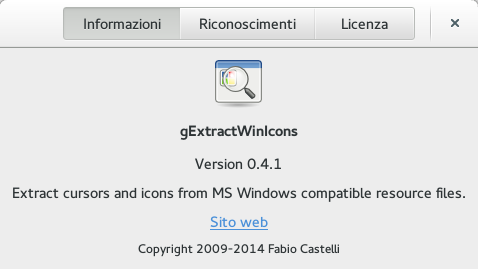 Informazioni Riconoscimenti Licenza
gExtractWinIcons
Version 0.4.1
Extract cursors and icons from MS Windows compatible resource files.
Sito web
Copyright 2009-2014 Fabio Castelli